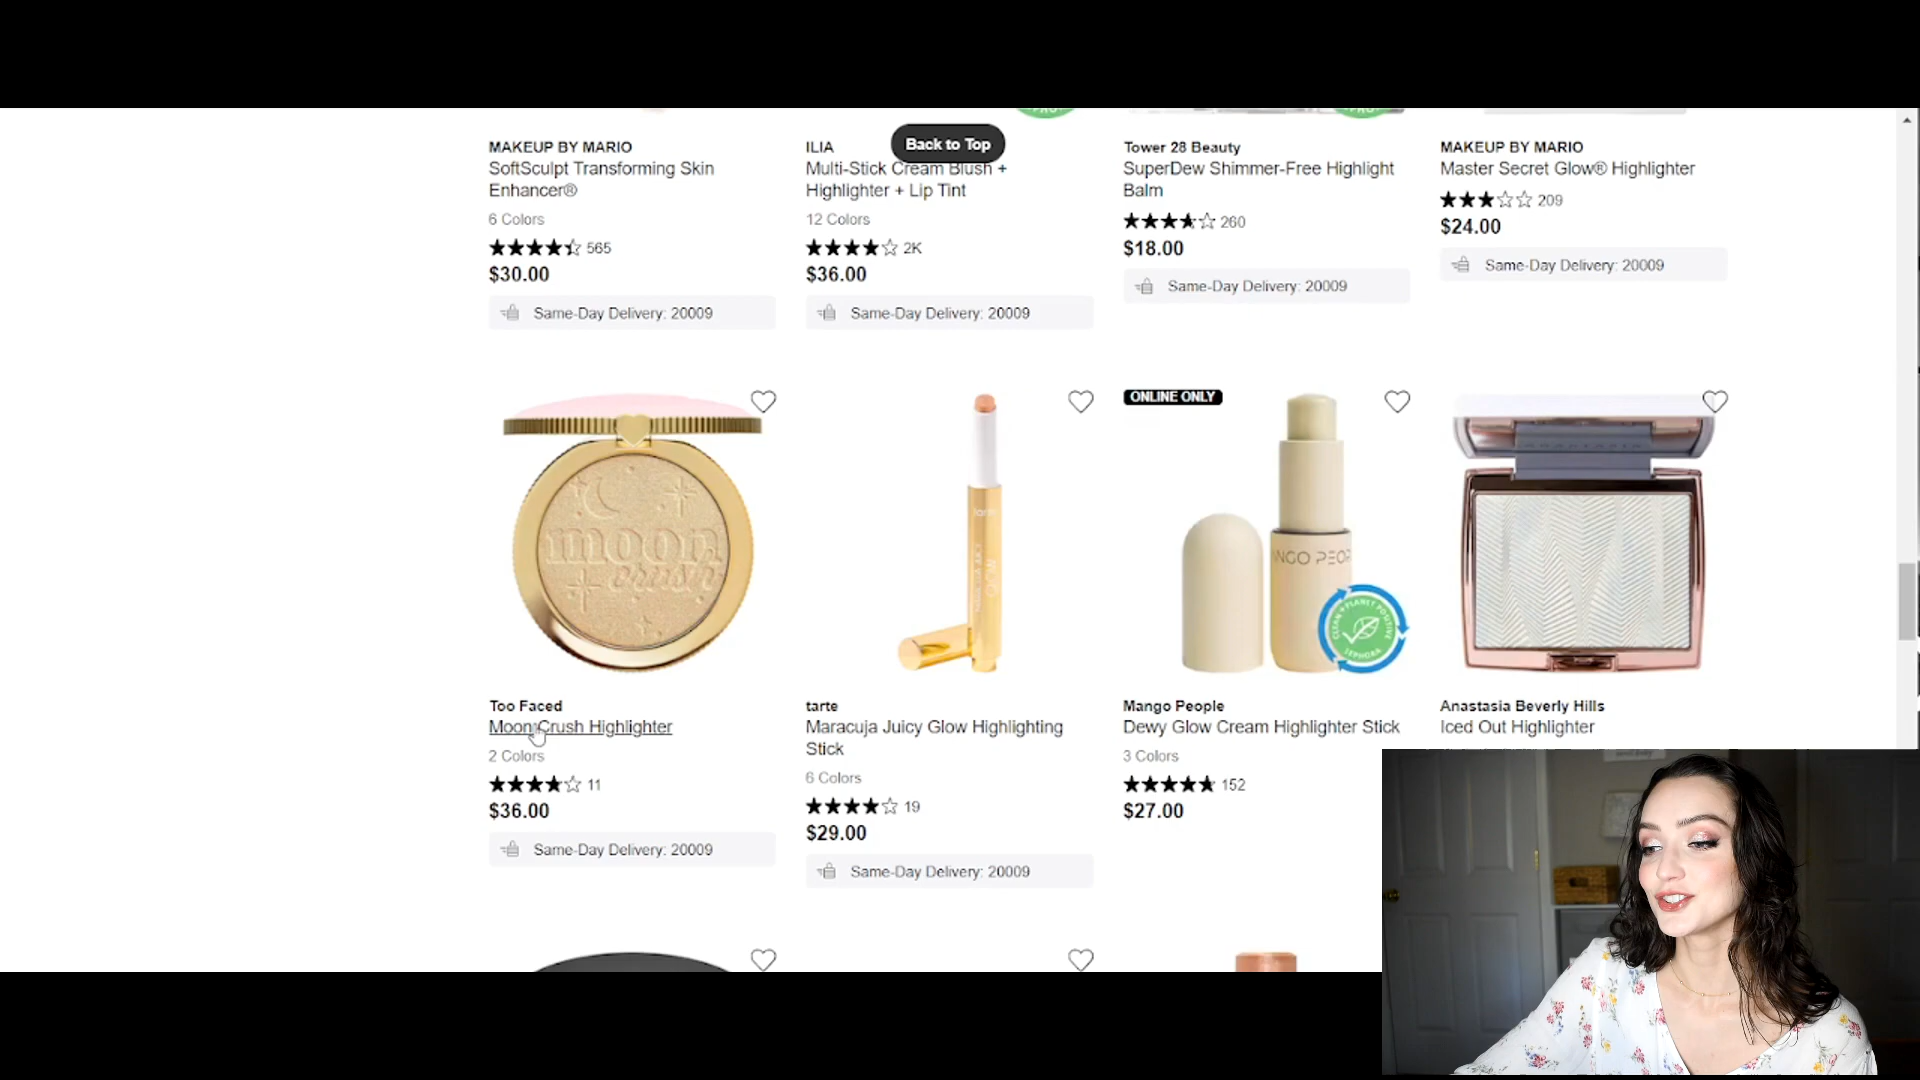 MAKEUP BY MARIO
SoftSculpt Transforming Skin
Enhancer®
6 Colors
565
$30.00
Same-Day Delivery: 20009
ILIA
Back to Top
Multi-Stick Cream Blush +
Highlighter + Lip Tint
12 Colors
2K
$36.00
Same-Day Delivery: 20009
Tower 28 Beauty
SuperDew Shimmer-Free Highlight
Balm
260
$18.00
Same-Day Delivery: 20009
MAKEUP BY MARIO
Master Secret Glow® Highlighter
209
$24.00
Same-Day Delivery: 20009
moon
crush
Too Faced
Moon Crush Highlighter
2 Colors
11
$36.00
Same-Day Delivery: 20009
tarte
Maracuja Juicy Glow Highlighting
Stick
6 Colors
19
$29.00
Same-Day Delivery: 20009
ONLINE ONLY
NGO PEOP
CLEAN + PLANET POSITIVE
SEPHORA
Mango People
Dewy Glow Cream Highlighter Stick
3 Colors
152
$27.00
Anastasia Beverly Hills
Iced Out Highlighter